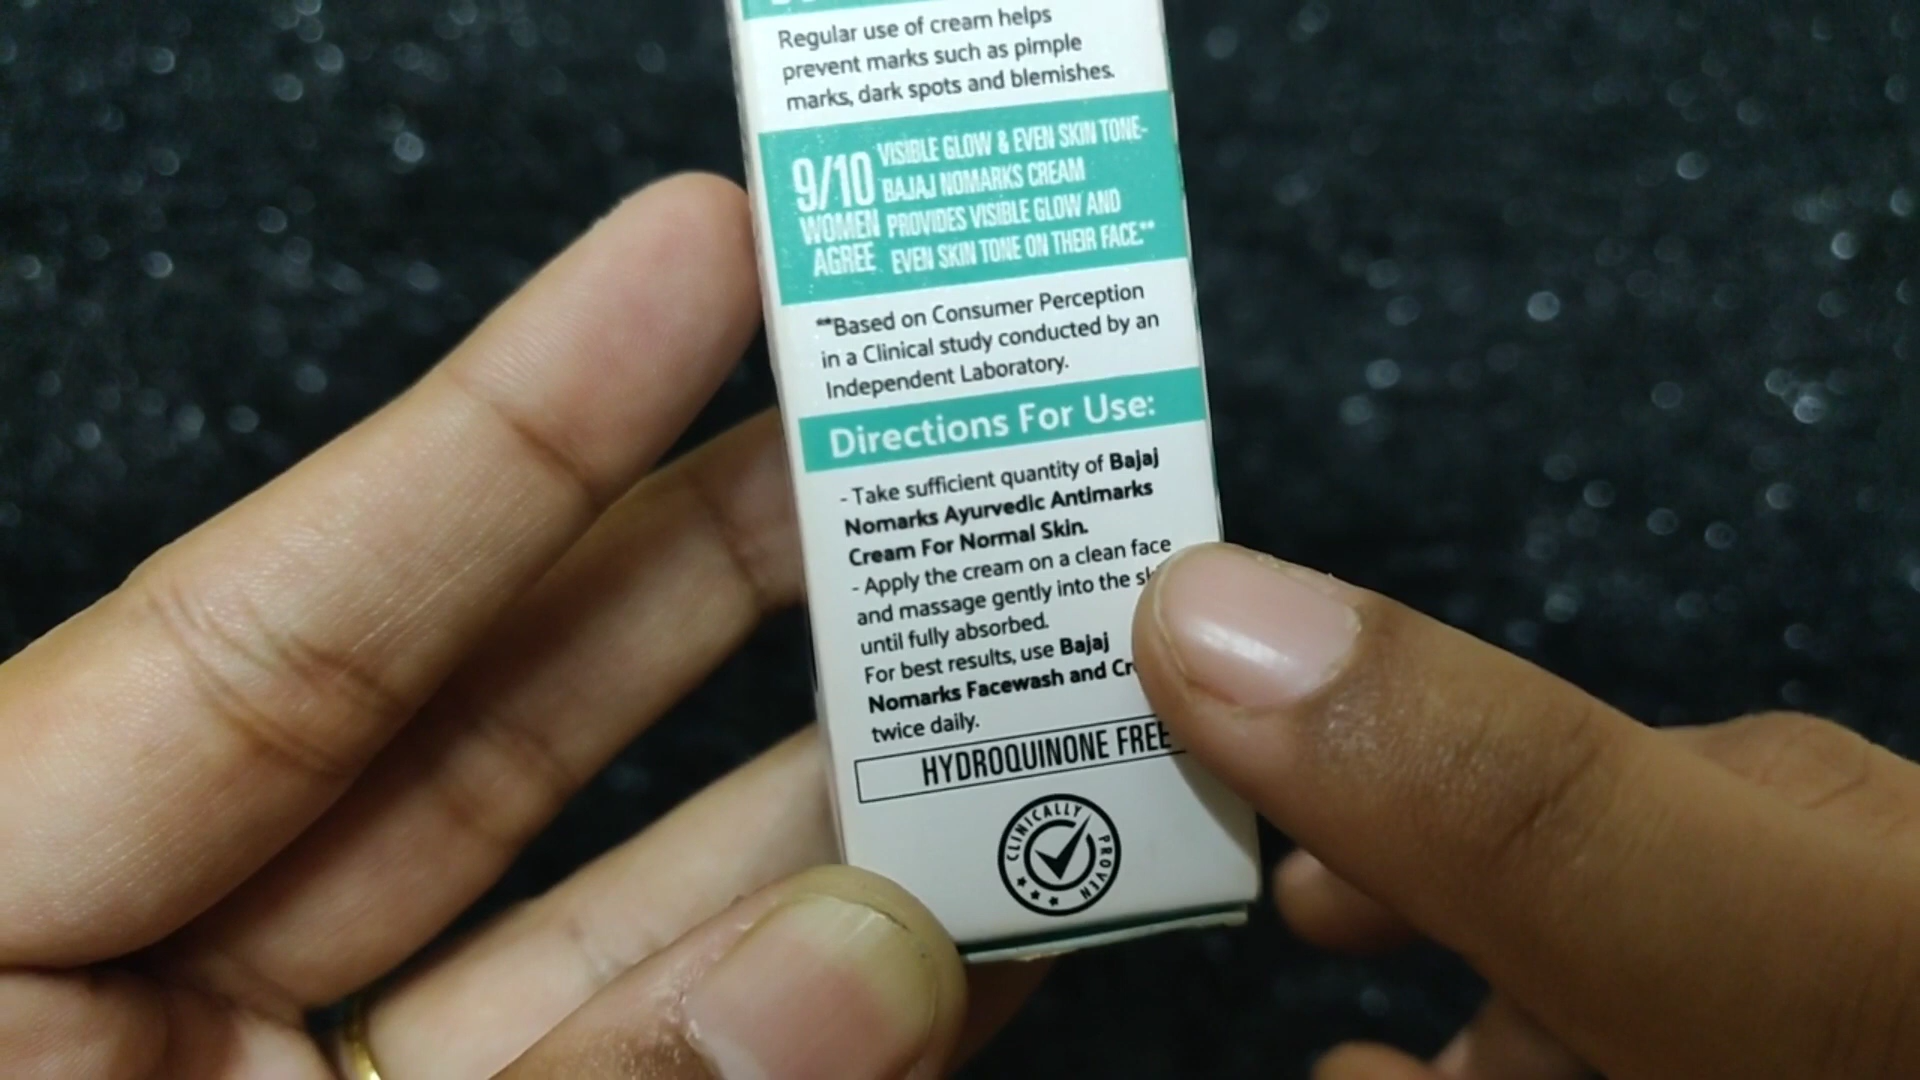 Regular use of cream helps
prevent marks such as pimple
marks, dark spots and blemishes.
9/10
WOMEN
AGREE
VISIBLE GLOW & EVEN SKIN TONE-
BAJAJ NOMARKS CREAM
PROVIDES VISIBLE GLOW AND
EVEN SKIN TONE ON THEIR FACE.**
**Based on Consumer Perception
in a Clinical study conducted by an
Independent Laboratory.
Directions For Use:
- Take sufficient quantity of Bajaj
Nomarks Ayurvedic Antimarks
Cream For Normal Skin.
- Apply the cream on a clean face
and massage gently into the
until fully absorbed.
For best results, use Bajaj
Nomarks Facewash and
twice daily.
HYDROQUINONE FREE
CLINICALLY PROVEN